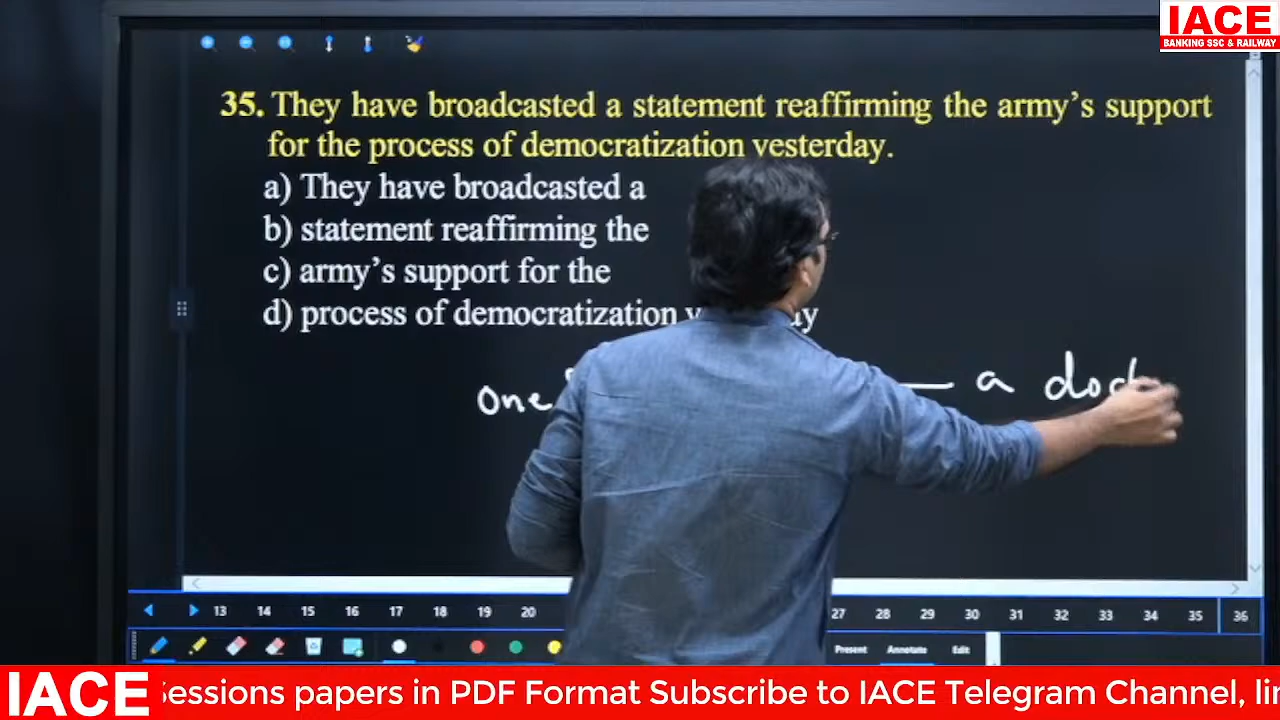 IACE
BANKING SSC & RAILWAY
35. They have broadcasted a statement reaffirming the army's support
for the process of democratization yesterday.
a) They have broadcasted a
b) statement reaffirming the
c) army's support for the
d) process of democratization
one a
13 14 15 16 17 18 19 20 27 28 29 30 31 32 33 34 35 36
Present Annotate Edit
IACE Sessions papers in PDF Format Subscribe to IACE Telegram Channel,